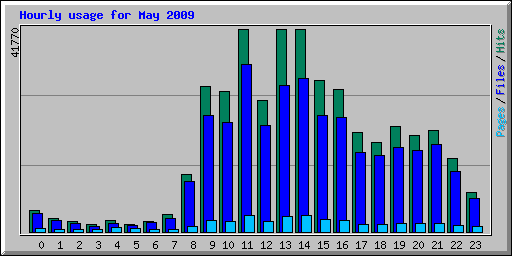 Hourly usage for May 2009
41770
Pages/Files/Hits
0 1 2 3 4 5 6 7 8 9 10 11 12 13 14 15 16 17 18 19 20 21 22 23